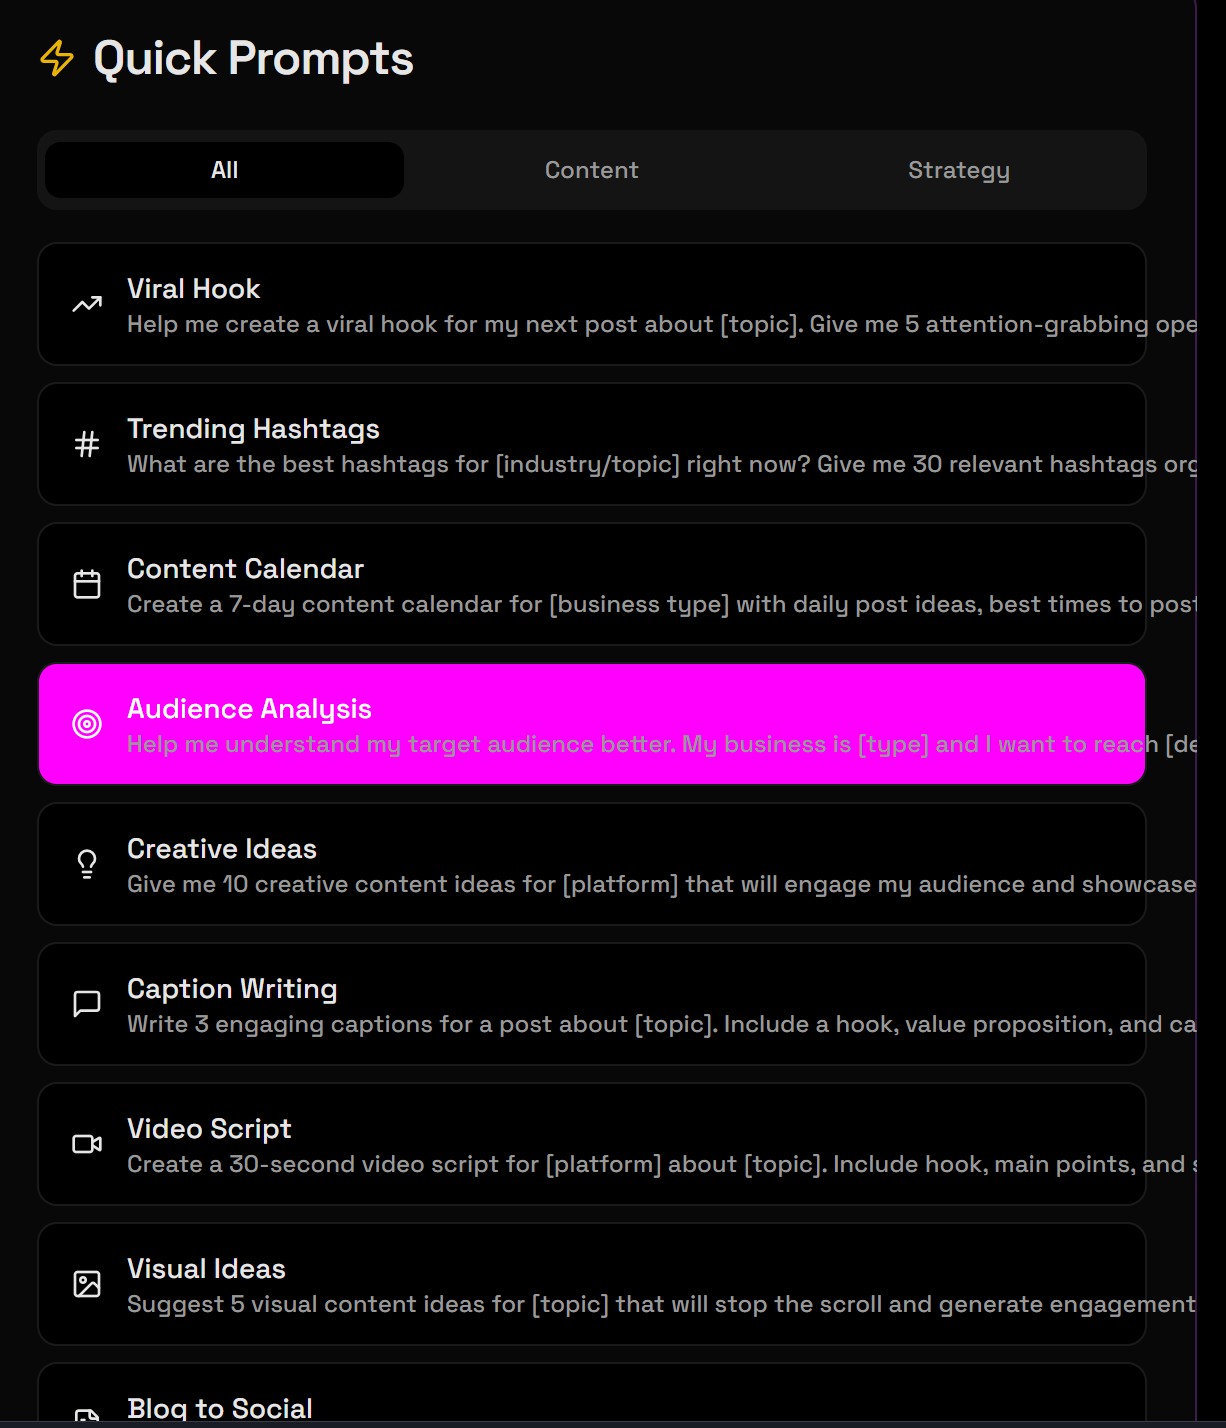 Quick Prompts
All
Content
Strategy
Viral Hook
Help me create a viral hook for my next post about [topic]. Give me 5 attention-grabbing ope
Trending Hashtags
What are the best hashtags for [industry/topic] right now? Give me 30 relevant hashtags org
Content Calendar
Create a 7-day content calendar for [business type] with daily post ideas, best times to post
Audience Analysis
Help me understand my target audience better. My business is [type] and I want to reach [de
Creative Ideas
Give me 10 creative content ideas for [platform] that will engage my audience and showcase
Caption Writing
Write 3 engaging captions for a post about [topic]. Include a hook, value proposition, and ca
Video Script
Create a 30-second video script for [platform] about [topic]. Include hook, main points, and s
Visual Ideas
Suggest 5 visual content ideas for [topic] that will stop the scroll and generate engagement
Blog to Social